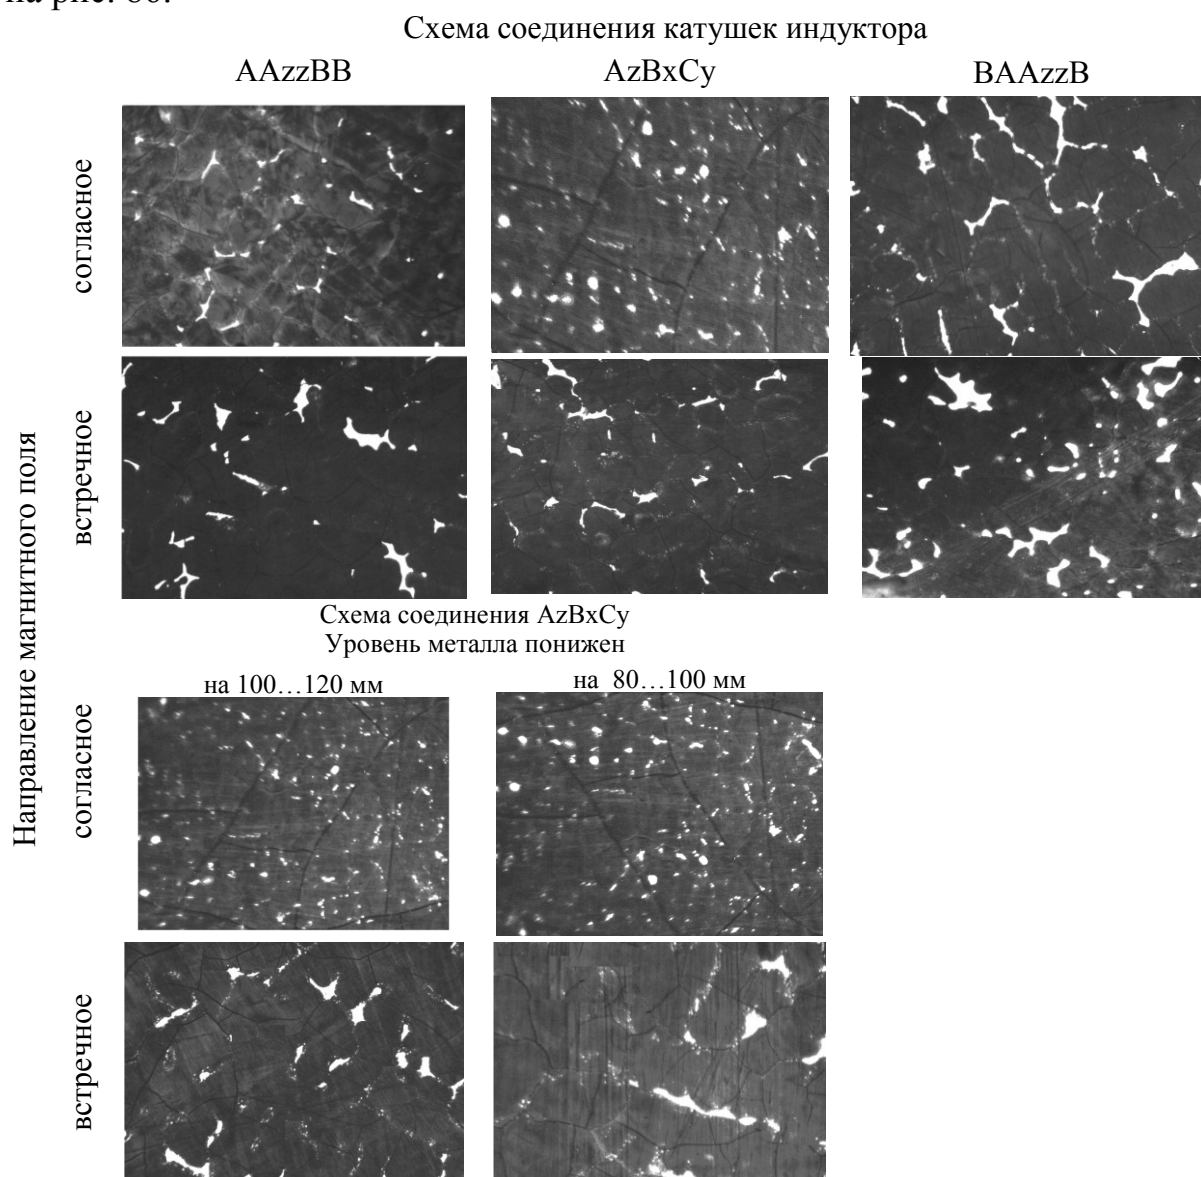 на рис. 60.
Схема соединения катушек индуктора
AAzzBB AzBxCy BAAzzB
Направление магнитного поля
согласное
встречное
Схема соединения AzBxCy
Уровень металла понижен
на 100…120 мм на 80…100 мм
согласное
встречное